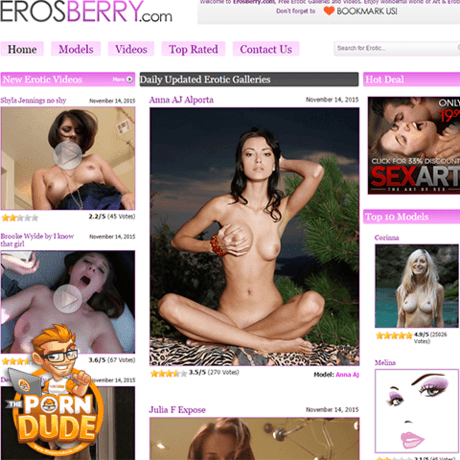 EROSBERRY.com
Welcome to Erosberry.com, Free Erotic Galleries and Videos. Enjoy Wonderful World of Art & Erot
Don't forget to BOOKMARK US!
Home Models Videos Top Rated Contact Us
Search for Erotic...
New Erotic Videos More
Shyla Jennings no shy November 14, 2015
2.2/5 (45 Votes)
Brooke Wylde by I know that girl November 14, 2015
3.6/5 (67 Votes)
THE PORN DUDE
Daily Updated Erotic Galleries
Anna AJ Alporta November 14, 2015
3.5/5 (270 Votes) Model: Anna AJ
Julia F Expose November 14, 2015
Hot Deal
ONLY
19.9
CLICK FOR 33% DISCOUNT
SEXART
THE ART OF SEX
Top 10 Models
Corinna
4.8/5 (25026 Votes)
Melina